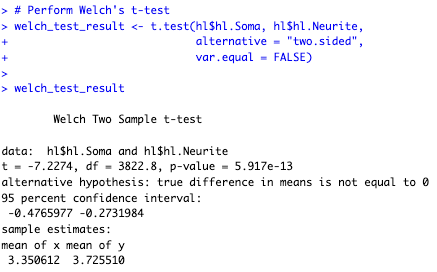 > # Perform Welch's t-test
> welch_test_result <- t.test(hl$hl.Soma, hl$hl.Neurite,
+                             alternative = "two.sided",
+                             var.equal = FALSE)
>
> welch_test_result

        Welch Two Sample t-test

data:  hl$hl.Soma and hl$hl.Neurite
t = -7.2274, df = 3822.8, p-value = 5.917e-13
alternative hypothesis: true difference in means is not equal to 0
95 percent confidence interval:
 -0.4765977 -0.2731984
sample estimates:
mean of x mean of y
 3.350612  3.725510